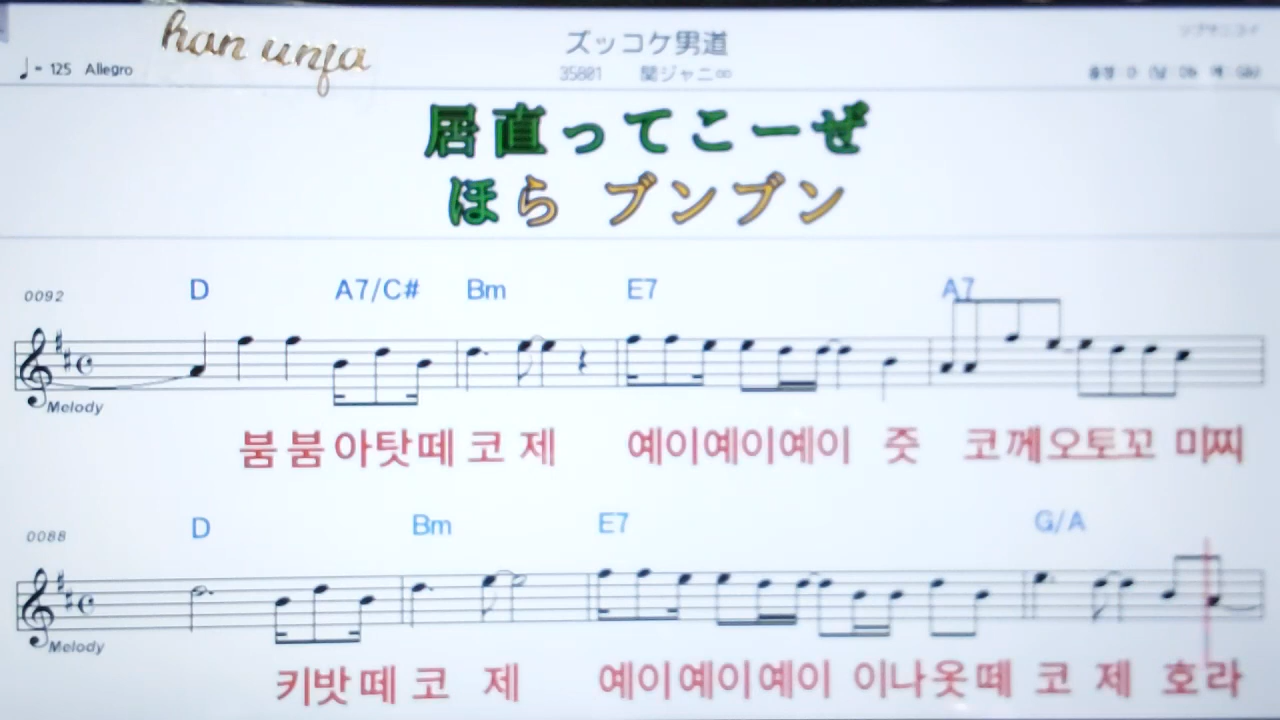 han unja
ズッコケ男道
♩= 125 Allegro
35801 関ジャニ∞
居直ってこーぜ
ほら ブンブン
0092 D A7/C# Bm E7 A7
Melody
붐붐아탓떼 코 제 예이예이예이 즛 코께오토꼬 미찌
0088 D Bm E7 G/A
Melody
키밧떼 코 제 예이예이예이 이나옷떼 코 제 호라